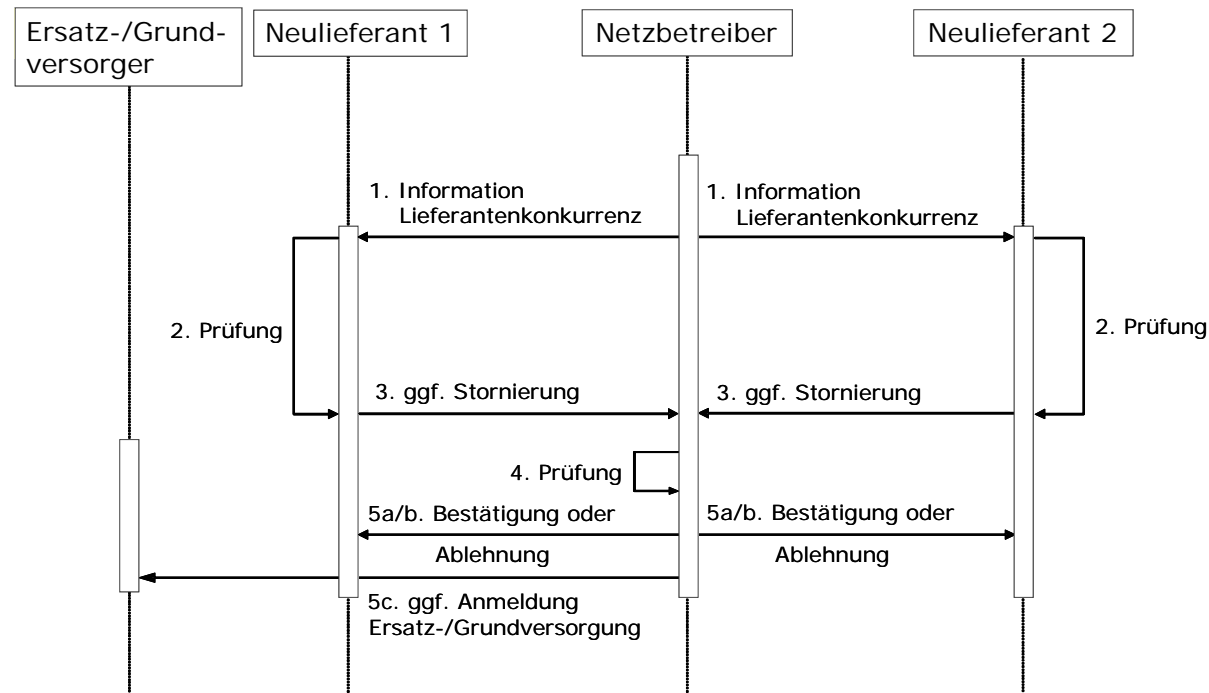 Ersatz-/Grund-
versorger
Neulieferant 1
Netzbetreiber
Neulieferant 2
1. Information
Lieferantenkonkurrenz
1. Information
Lieferantenkonkurrenz
2. Prüfung
2. Prüfung
3. ggf. Stornierung
3. ggf. Stornierung
4. Prüfung
5a/b. Bestätigung oder
Ablehnung
5a/b. Bestätigung oder
Ablehnung
5c. ggf. Anmeldung
Ersatz-/Grundversorgung